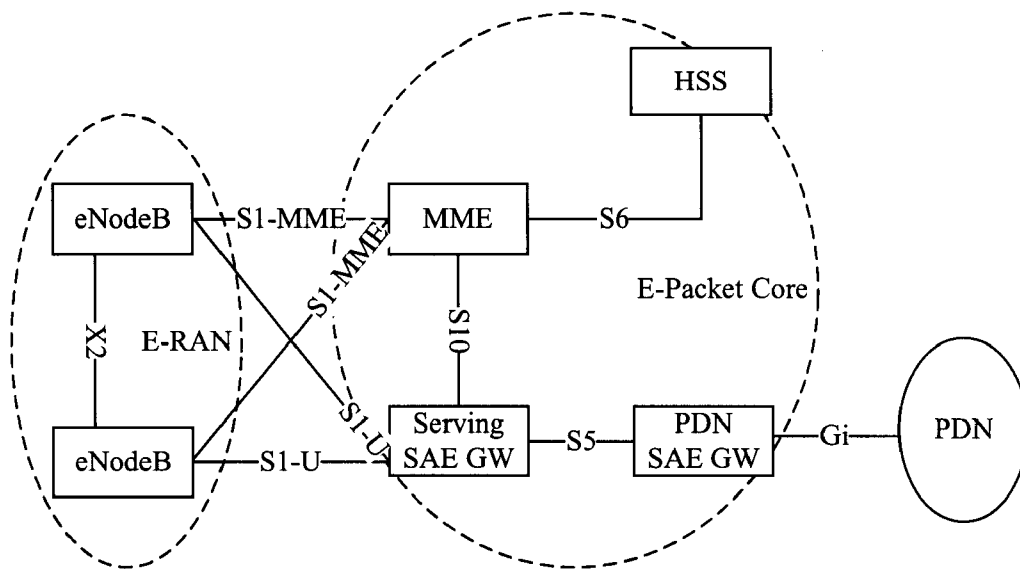 HSS
eNodeB
S1-MME
MME
S6
S1-MME
E-Packet Core
X2
E-RAN
S10
S1-U
eNodeB
S1-U
Serving
SAE GW
S5
PDN
SAE GW
Gi
PDN